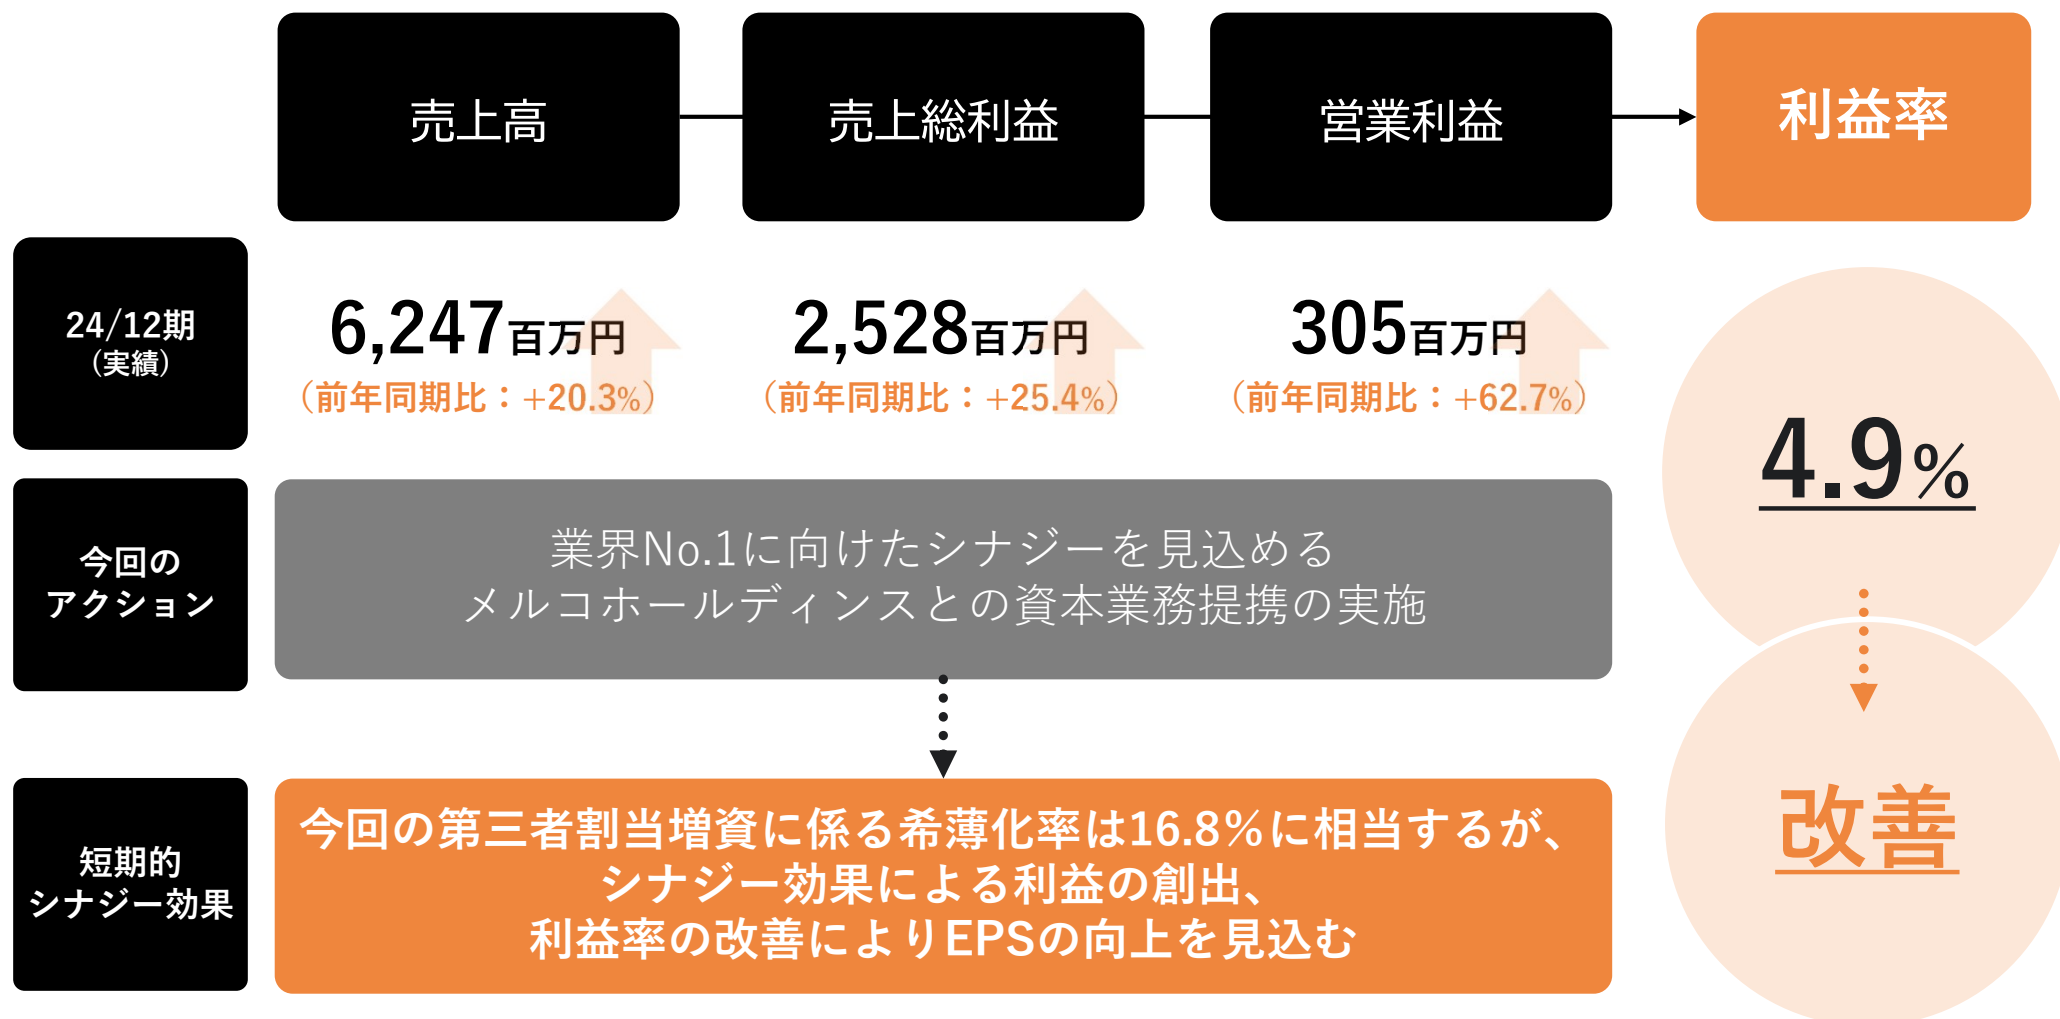 売上高
売上総利益
営業利益
利益率
24/12期
(実績)
6,247百万円
(前年同期比：+20.3%)
2,528百万円
(前年同期比：+25.4%)
305百万円
(前年同期比：+62.7%)
4.9%
今回の
アクション
業界No.1に向けたシナジーを見込める
メルコホールディンスとの資本業務提携の実施
短期的
シナジー効果
今回の第三者割当増資に係る希薄化率は16.8%に相当するが、
シナジー効果による利益の創出、
利益率の改善によりEPSの向上を見込む
改善